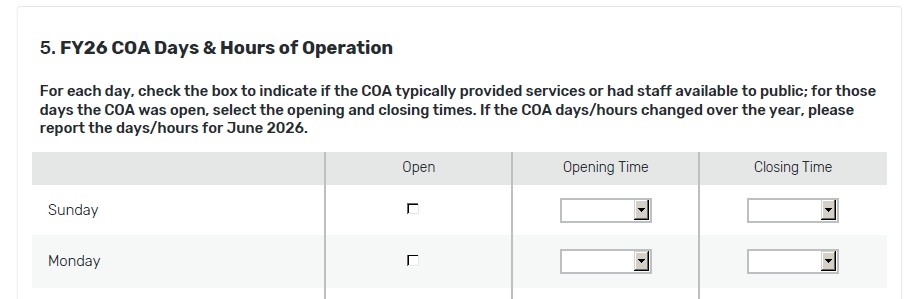 5. FY26 COA Days & Hours of Operation
For each day, check the box to indicate if the COA typically provided services or had staff available to public; for those
days the COA was open, select the opening and closing times. If the COA days/hours changed over the year, please
report the days/hours for June 2026.
Open Opening Time Closing Time
Sunday
Monday